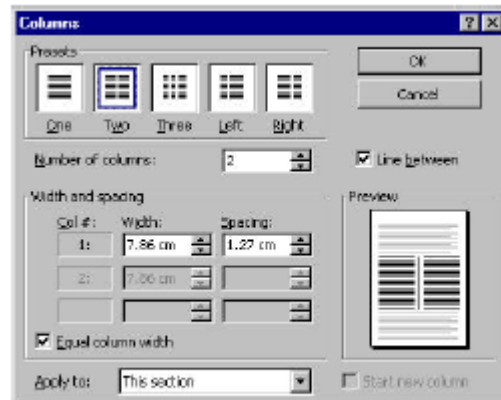 Columns
Presets
OK
Cancel
One Two Three Left Right
Number of columns: 2
Line between
Width and spacing
Preview
Col #: Width: Spacing:
1: 7.86 cm 1.27 cm
2: 7.86 cm
Equal column width
Apply to: This section
Start new column